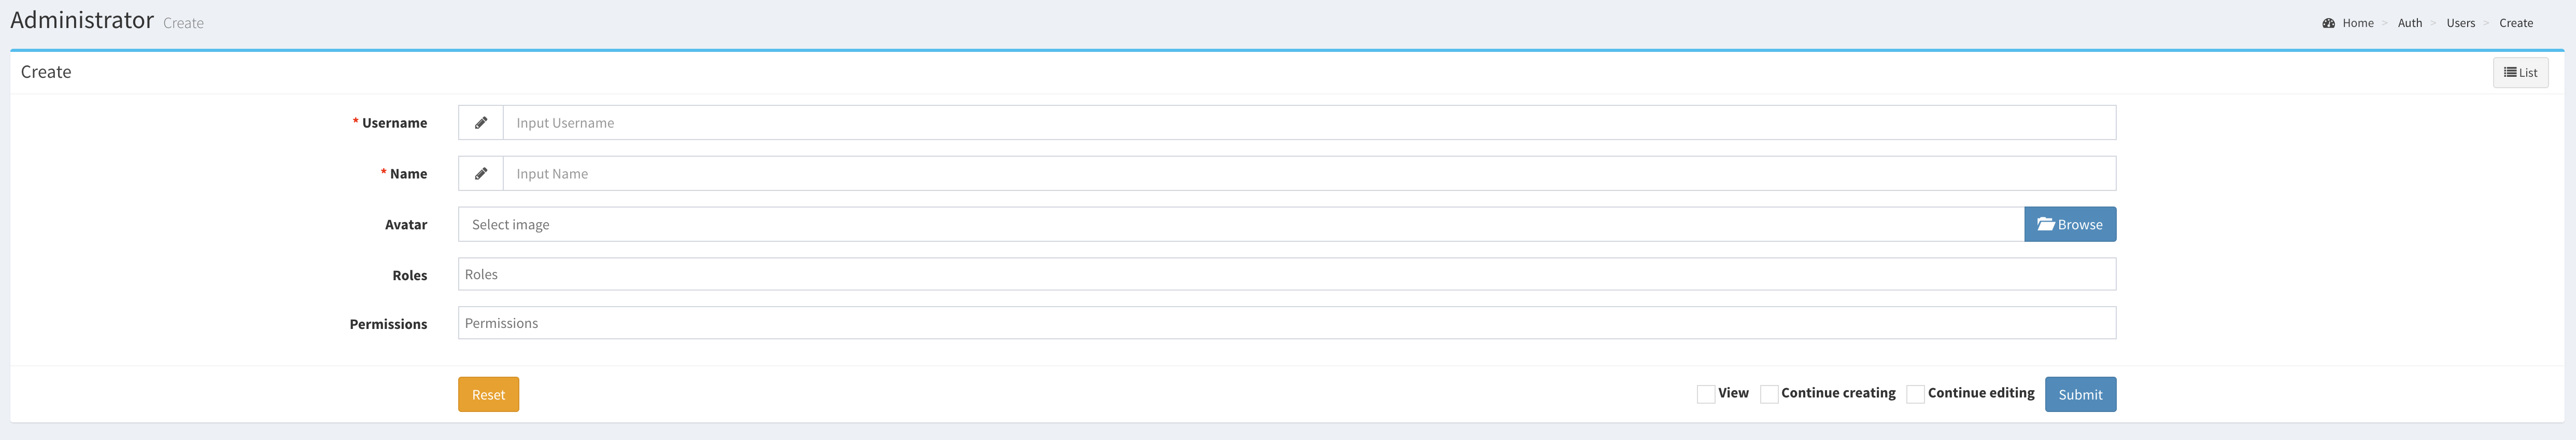 Administrator Create
Home > Auth > Users > Create
Create
List
* Username Input Username
* Name Input Name
Avatar Select image Browse
Roles Roles
Permissions Permissions
Reset View Continue creating Continue editing Submit